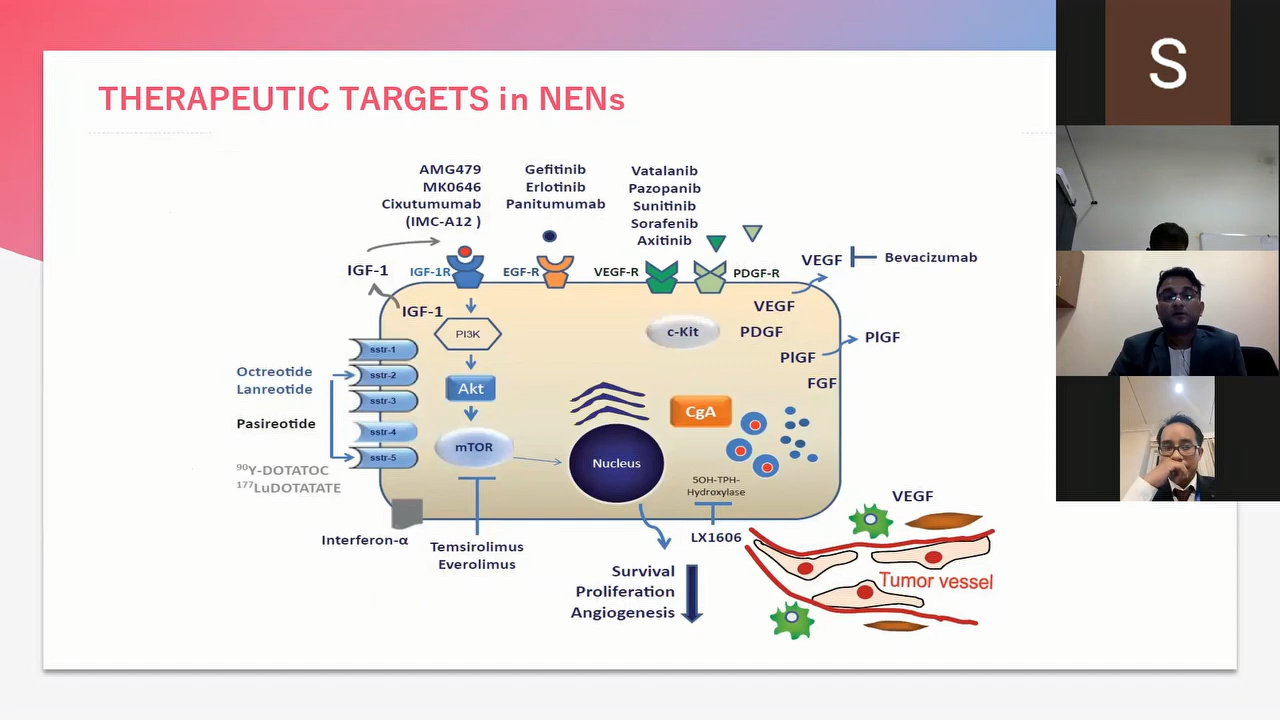 THERAPEUTIC TARGETS in NENs
AMG479
MK0646
Cixutumumab
(IMC-A12 )
Gefitinib
Erlotinib
Panitumumab
Vatalanib
Pazopanib
Sunitinib
Sorafenib
Axitinib
IGF-1
IGF-1R
EGF-R
VEGF-R
PDGF-R
VEGF
Bevacizumab
IGF-1
PI3K
c-Kit
VEGF
PDGF
PlGF
PlGF
FGF
sstr-1
sstr-2
sstr-3
sstr-4
sstr-5
Octreotide
Lanreotide
Pasireotide
⁹⁰Y-DOTATOC
¹⁷⁷LuDOTATATE
Akt
mTOR
Nucleus
CgA
5OH-TPH-
Hydroxylase
LX1606
Interferon-α
Temsirolimus
Everolimus
Survival
Proliferation
Angiogenesis
VEGF
Tumor vessel
S